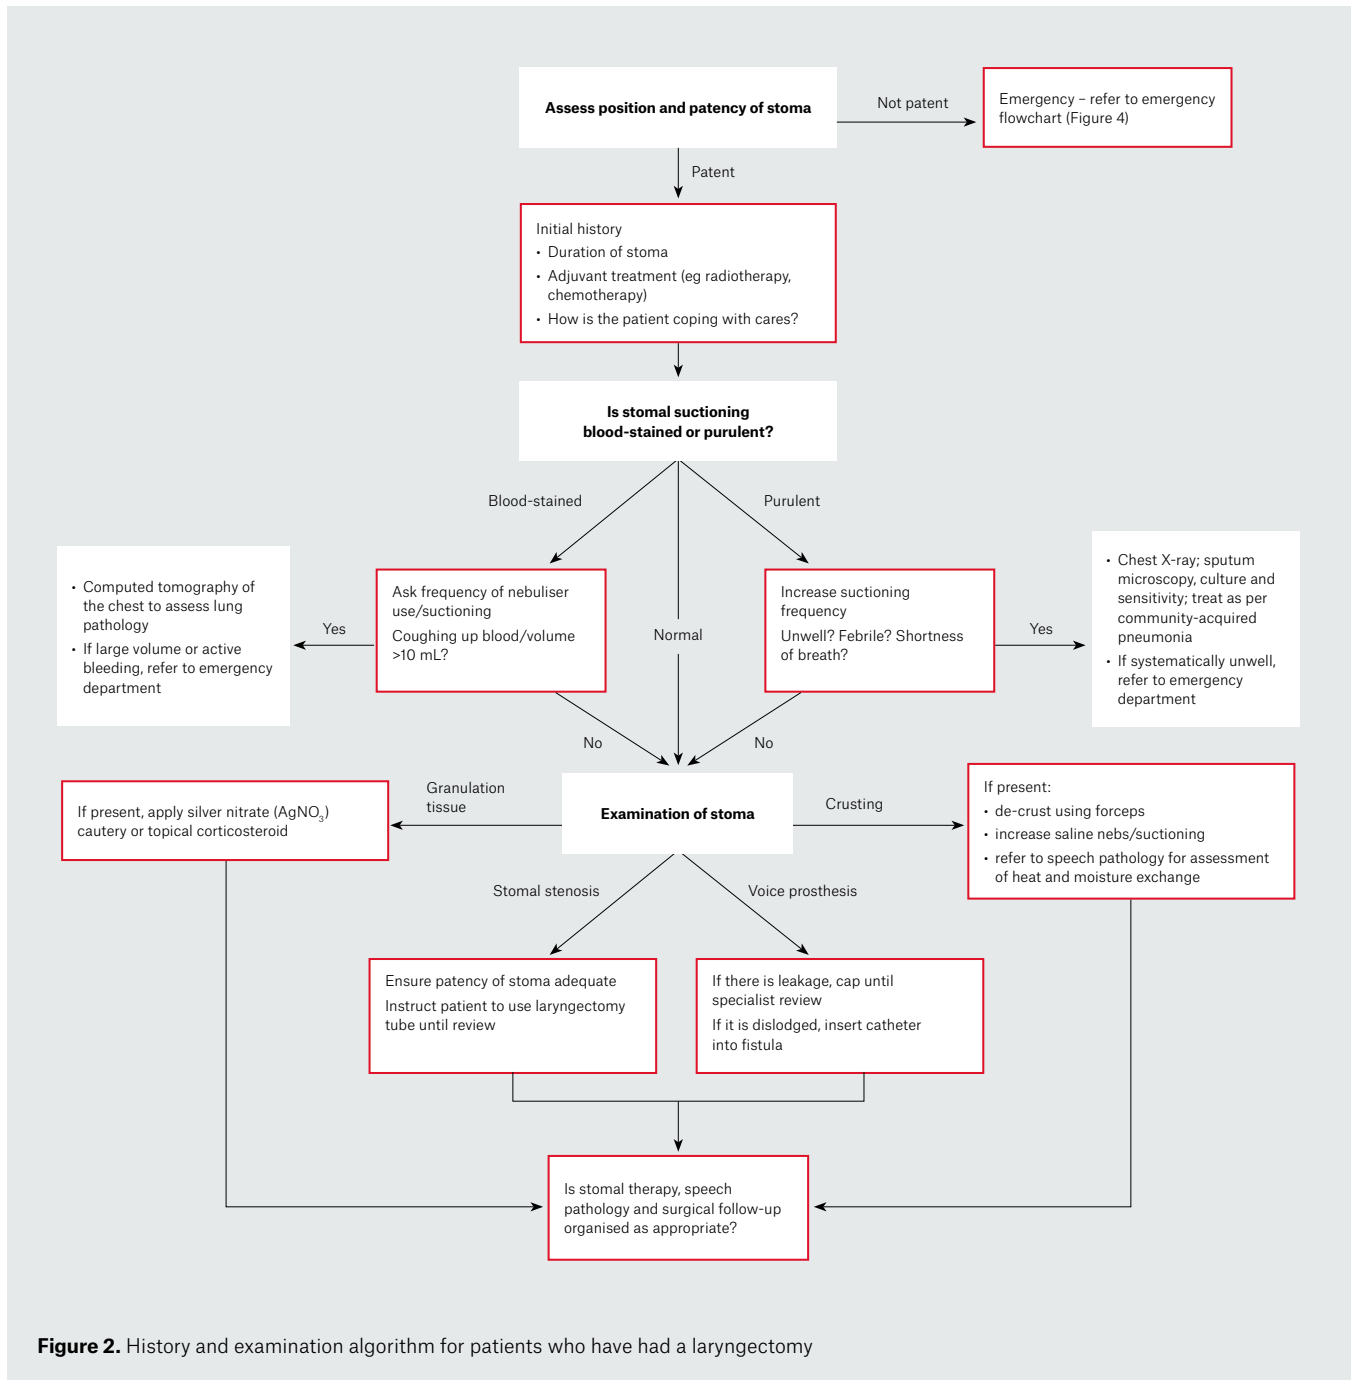 Assess position and patency of stoma
Not patent
Emergency – refer to emergency
flowchart (Figure 4)
Patent
Initial history
• Duration of stoma
• Adjuvant treatment (eg radiotherapy,
chemotherapy)
• How is the patient coping with cares?
Is stomal suctioning
blood-stained or purulent?
Blood-stained
Purulent
• Computed tomography of
the chest to assess lung
pathology
• If large volume or active
bleeding, refer to emergency
department
Yes
Ask frequency of nebuliser
use/suctioning
Coughing up blood/volume
>10 mL?
Normal
Increase suctioning
frequency
Unwell? Febrile? Shortness
of breath?
Yes
• Chest X-ray; sputum
microscopy, culture and
sensitivity; treat as per
community-acquired
pneumonia
• If systematically unwell,
refer to emergency
department
No
No
If present, apply silver nitrate (AgNO3)
cautery or topical corticosteroid
Granulation
tissue
Examination of stoma
Crusting
If present:
• de-crust using forceps
• increase saline nebs/suctioning
• refer to speech pathology for assessment
of heat and moisture exchange
Stomal stenosis
Voice prosthesis
Ensure patency of stoma adequate
Instruct patient to use laryngectomy
tube until review
If there is leakage, cap until
specialist review
If it is dislodged, insert catheter
into fistula
Is stomal therapy, speech
pathology and surgical follow-up
organised as appropriate?
Figure 2. History and examination algorithm for patients who have had a laryngectomy